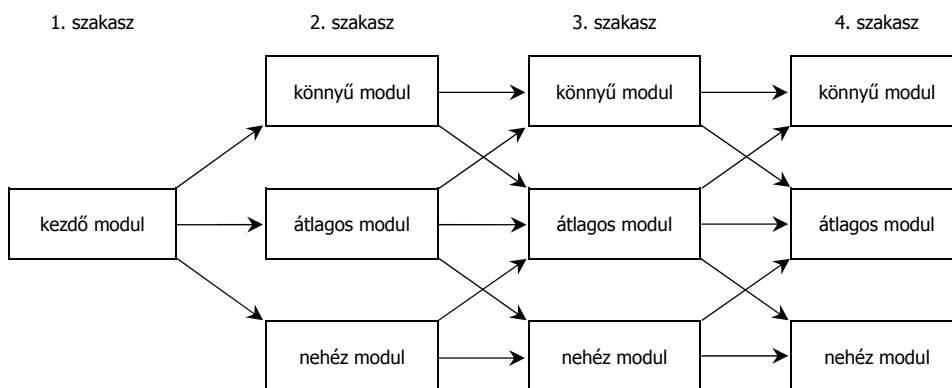 1. szakasz
2. szakasz
3. szakasz
4. szakasz
könnyű modul
könnyű modul
könnyű modul
kezdő modul
átlagos modul
átlagos modul
átlagos modul
nehéz modul
nehéz modul
nehéz modul